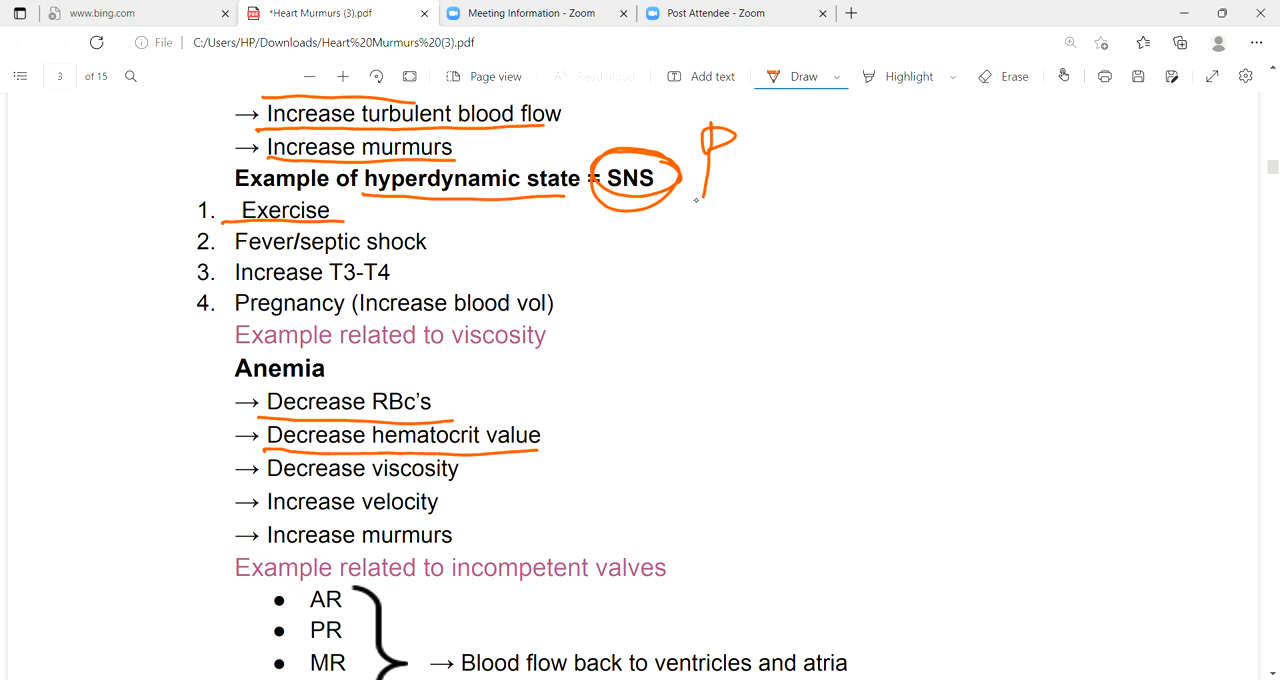 www.bing.com
*Heart Murmurs (3).pdf
Meeting Information - Zoom
Post Attendee - Zoom
File
C:/Users/HP/Downloads/Heart%20Murmurs%20(3).pdf
3 of 15
Page view
Read aloud
Add text
Draw
Highlight
Erase
→ Increase turbulent blood flow
→ Increase murmurs
Example of hyperdynamic state = SNS
P
1. Exercise
2. Fever/septic shock
3. Increase T3-T4
4. Pregnancy (Increase blood vol)
Example related to viscosity
Anemia
→ Decrease RBc's
→ Decrease hematocrit value
→ Decrease viscosity
→ Increase velocity
→ Increase murmurs
Example related to incompetent valves
● AR
● PR
● MR
→ Blood flow back to ventricles and atria